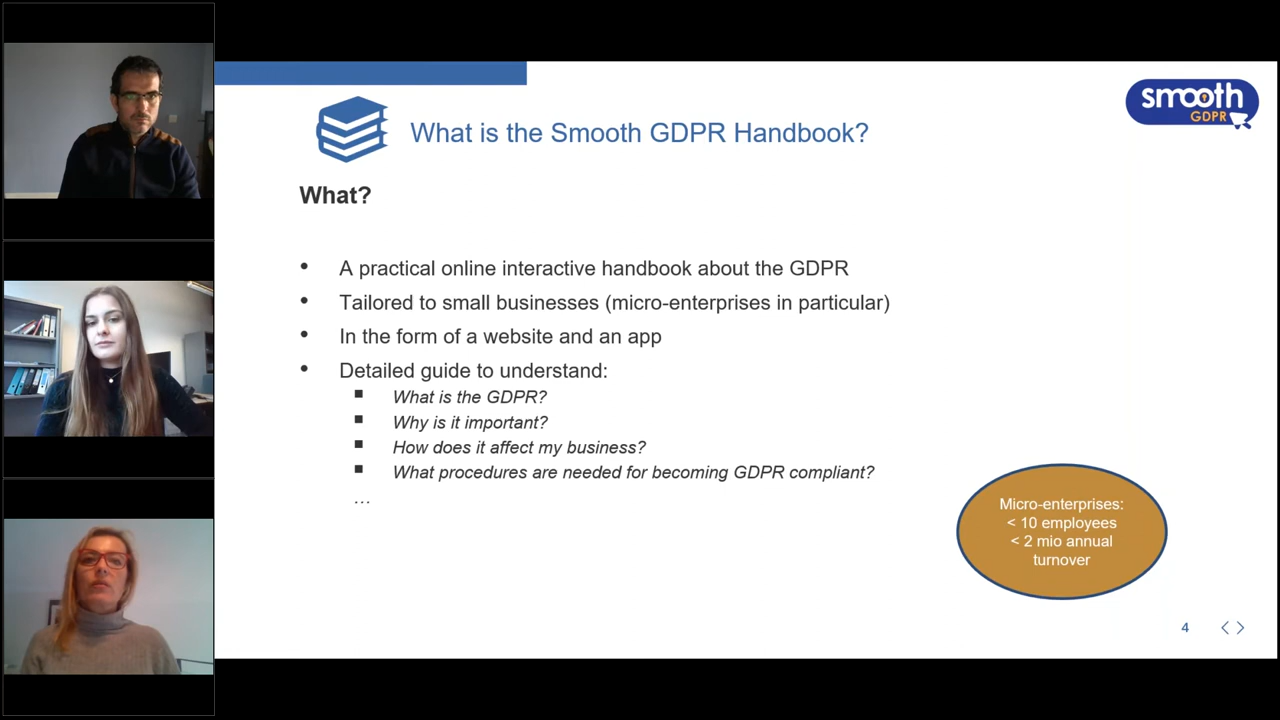 smooth
GDPR
What is the Smooth GDPR Handbook?
What?
• A practical online interactive handbook about the GDPR
• Tailored to small businesses (micro-enterprises in particular)
• In the form of a website and an app
• Detailed guide to understand:
▪ What is the GDPR?
▪ Why is it important?
▪ How does it affect my business?
▪ What procedures are needed for becoming GDPR compliant?
…
Micro-enterprises:
< 10 employees
< 2 mio annual
turnover
4